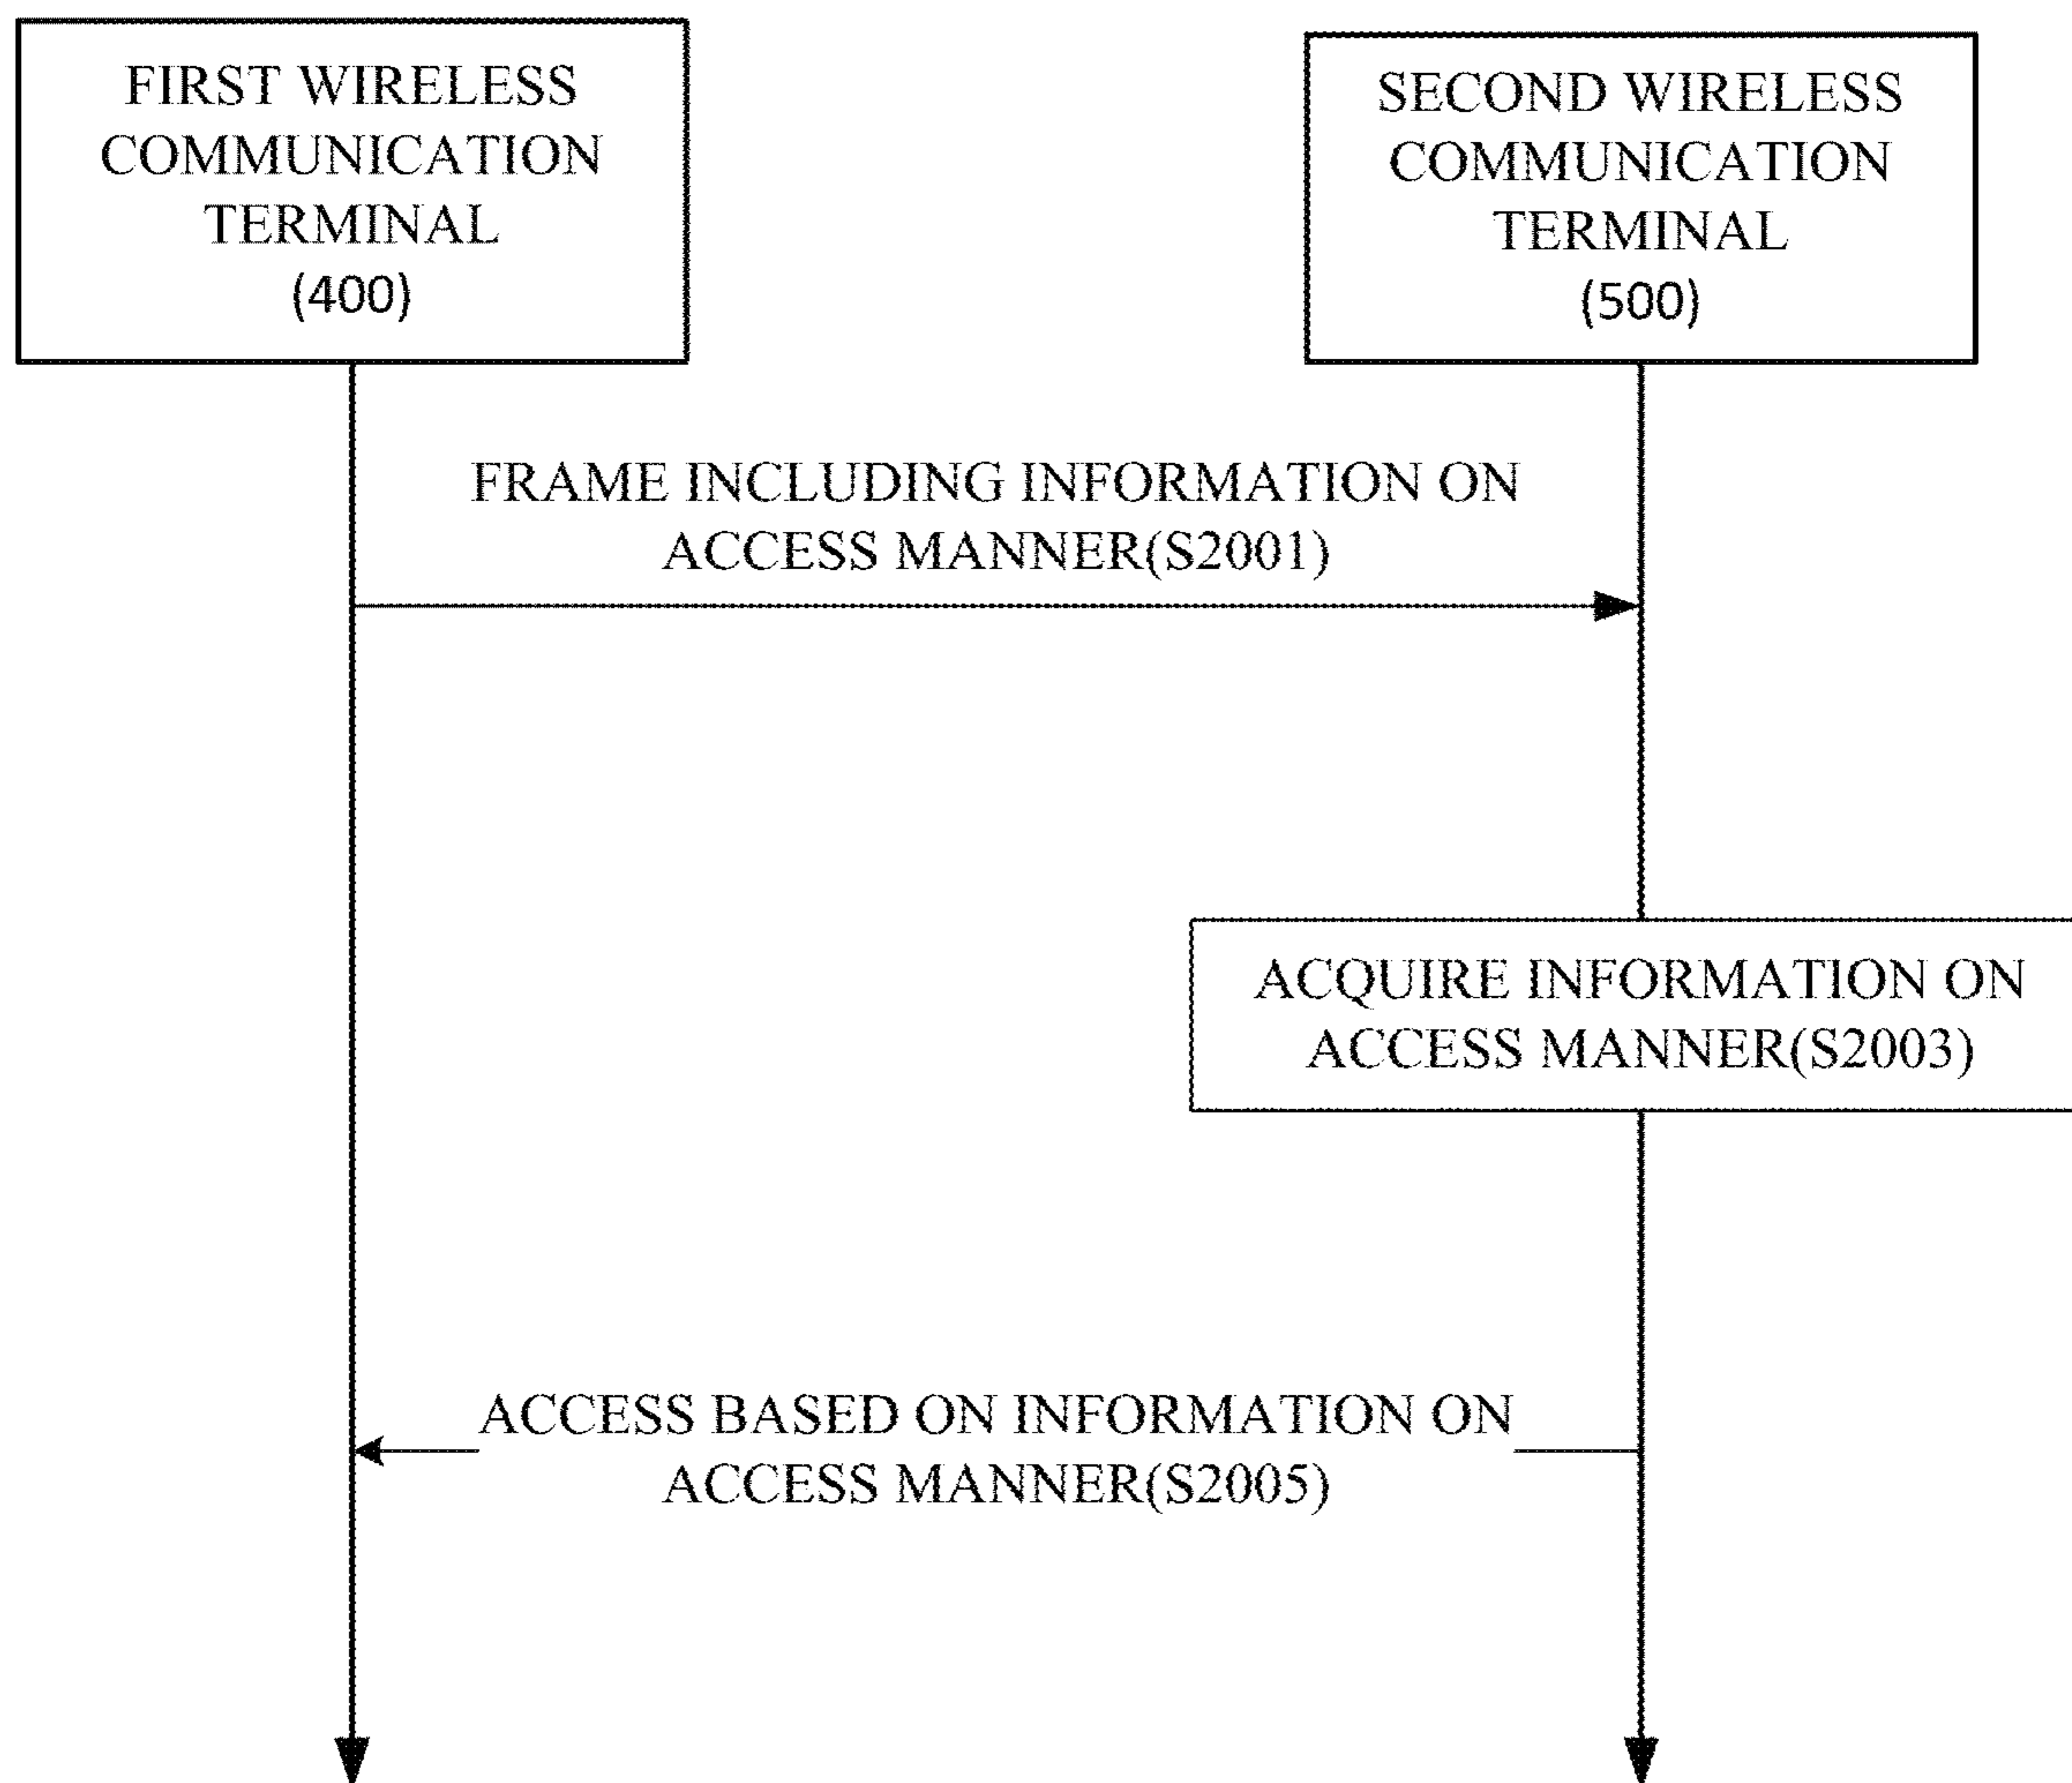 FIRST WIRELESS
COMMUNICATION
TERMINAL
(400)
SECOND WIRELESS
COMMUNICATION
TERMINAL
(500)
FRAME INCLUDING INFORMATION ON
ACCESS MANNER(S2001)
ACQUIRE INFORMATION ON
ACCESS MANNER(S2003)
ACCESS BASED ON INFORMATION ON
ACCESS MANNER(S2005)